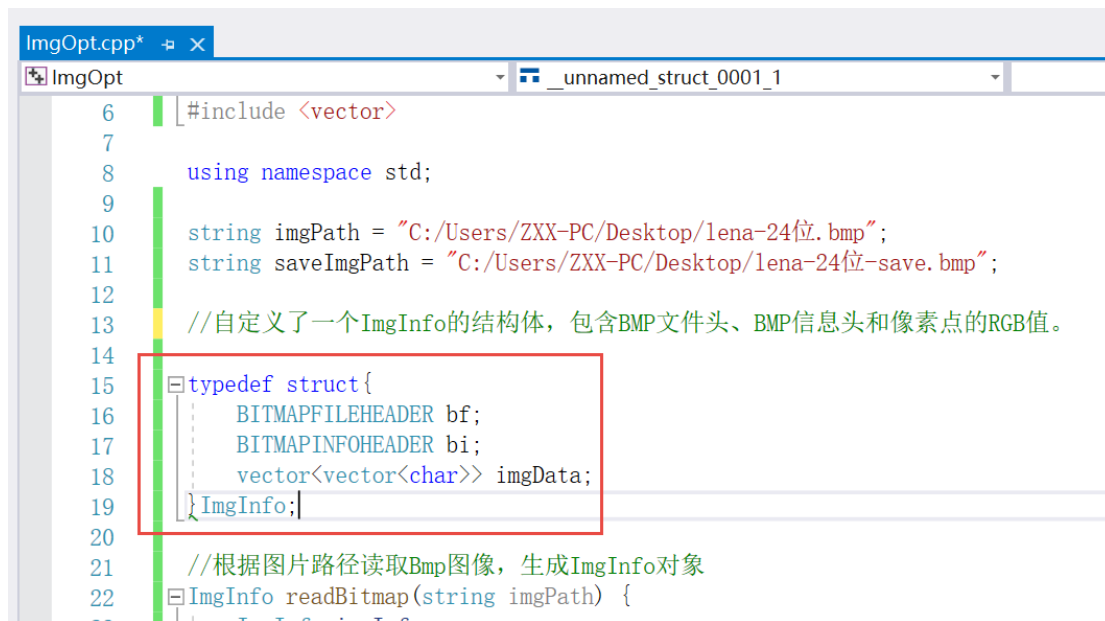 ImgOpt.cpp*
ImgOpt __unnamed_struct_0001_1
6 #include <vector>
7
8 using namespace std;
9
10 string imgPath = "C:/Users/ZXX-PC/Desktop/lena-24位.bmp";
11 string saveImgPath = "C:/Users/ZXX-PC/Desktop/lena-24位-save.bmp";
12
13 //自定义了一个ImgInfo的结构体，包含BMP文件头、BMP信息头和像素点的RGB值。
14
15 typedef struct{
16 BITMAPFILEHEADER bf;
17 BITMAPINFOHEADER bi;
18 vector<vector<char>> imgData;
19 }ImgInfo;
20
21 //根据图片路径读取Bmp图像，生成ImgInfo对象
22 ImgInfo readBitmap(string imgPath) {